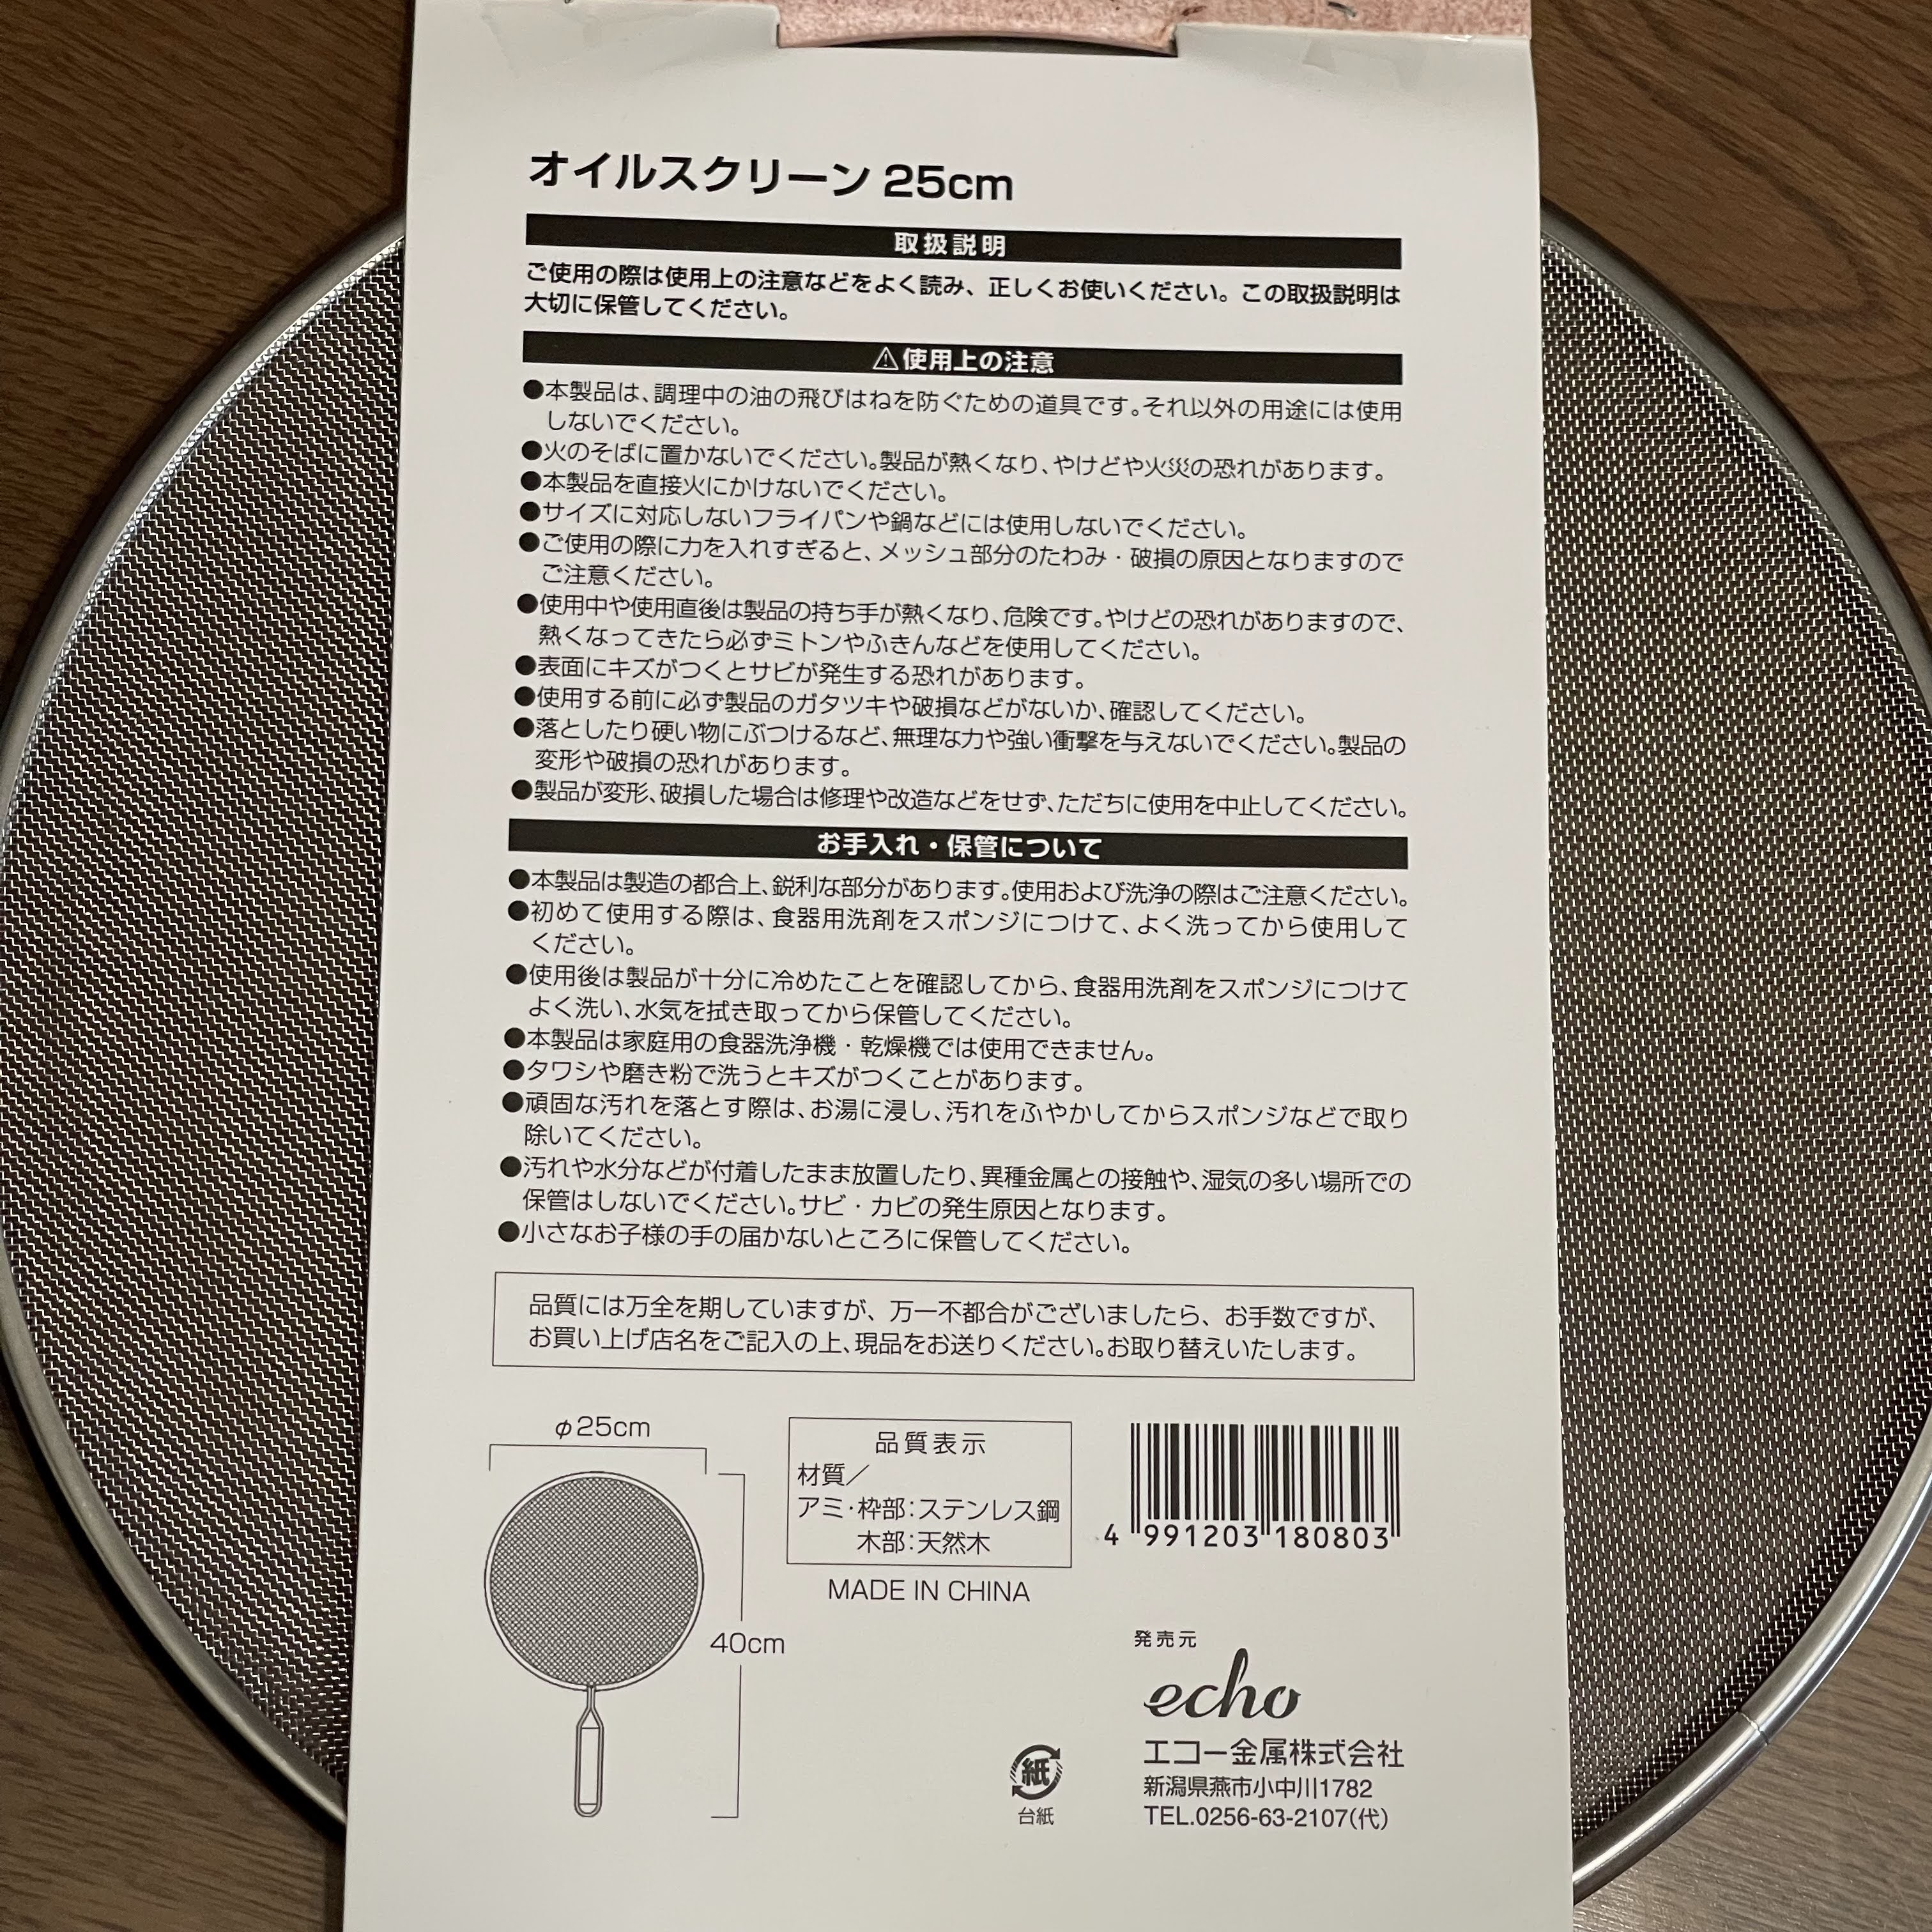 オイルスクリーン 25cm
取扱説明
ご使用の際は使用上の注意などをよく読み、正しくお使いください。この取扱説明は
大切に保管してください。
⚠使用上の注意
●本製品は、調理中の油の飛びはねを防ぐための道具です。それ以外の用途には使用
しないでください。
●火のそばに置かないでください。製品が熱くなり、やけどや火災の恐れがあります。
●本製品を直接火にかけないでください。
●サイズに対応しないフライパンや鍋などには使用しないでください。
●ご使用の際に力を入れすぎると、メッシュ部分のたわみ・破損の原因となりますので
ご注意ください。
●使用中や使用直後は製品の持ち手が熱くなり、危険です。やけどの恐れがありますので、
熱くなってきたら必ずミトンやふきんなどを使用してください。
●表面にキズがつくとサビが発生する恐れがあります。
●使用する前に必ず製品のガタツキや破損などがないか、確認してください。
●落としたり硬い物にぶつけるなど、無理な力や強い衝撃を与えないでください。製品の
変形や破損の恐れがあります。
●製品が変形、破損した場合は修理や改造などをせず、ただちに使用を中止してください。
お手入れ・保管について
●本製品は製造の都合上、鋭利な部分があります。使用および洗浄の際はご注意ください。
●初めて使用する際は、食器用洗剤をスポンジにつけて、よく洗ってから使用して
ください。
●使用後は製品が十分に冷めたことを確認してから、食器用洗剤をスポンジにつけて
よく洗い、水気を拭き取ってから保管してください。
●本製品は家庭用の食器洗浄機・乾燥機では使用できません。
●タワシや磨き粉で洗うとキズがつくことがあります。
●頑固な汚れを落とす際は、お湯に浸し、汚れをふやかしてからスポンジなどで取り
除いてください。
●汚れや水分などが付着したまま放置したり、異種金属との接触や、湿気の多い場所での
保管はしないでください。サビ・カビの発生原因となります。
●小さなお子様の手の届かないところに保管してください。
品質には万全を期していますが、万一不都合がございましたら、お手数ですが、
お買い上げ店名をご記入の上、現品をお送りください。お取り替えいたします。
φ25cm
40cm
品質表示
材質／
アミ・枠部：ステンレス鋼
木部：天然木
MADE IN CHINA
4 991203 180803
発売元
echo
エコー金属株式会社
新潟県燕市小中川1782
TEL.0256-63-2107(代)
紙
台紙